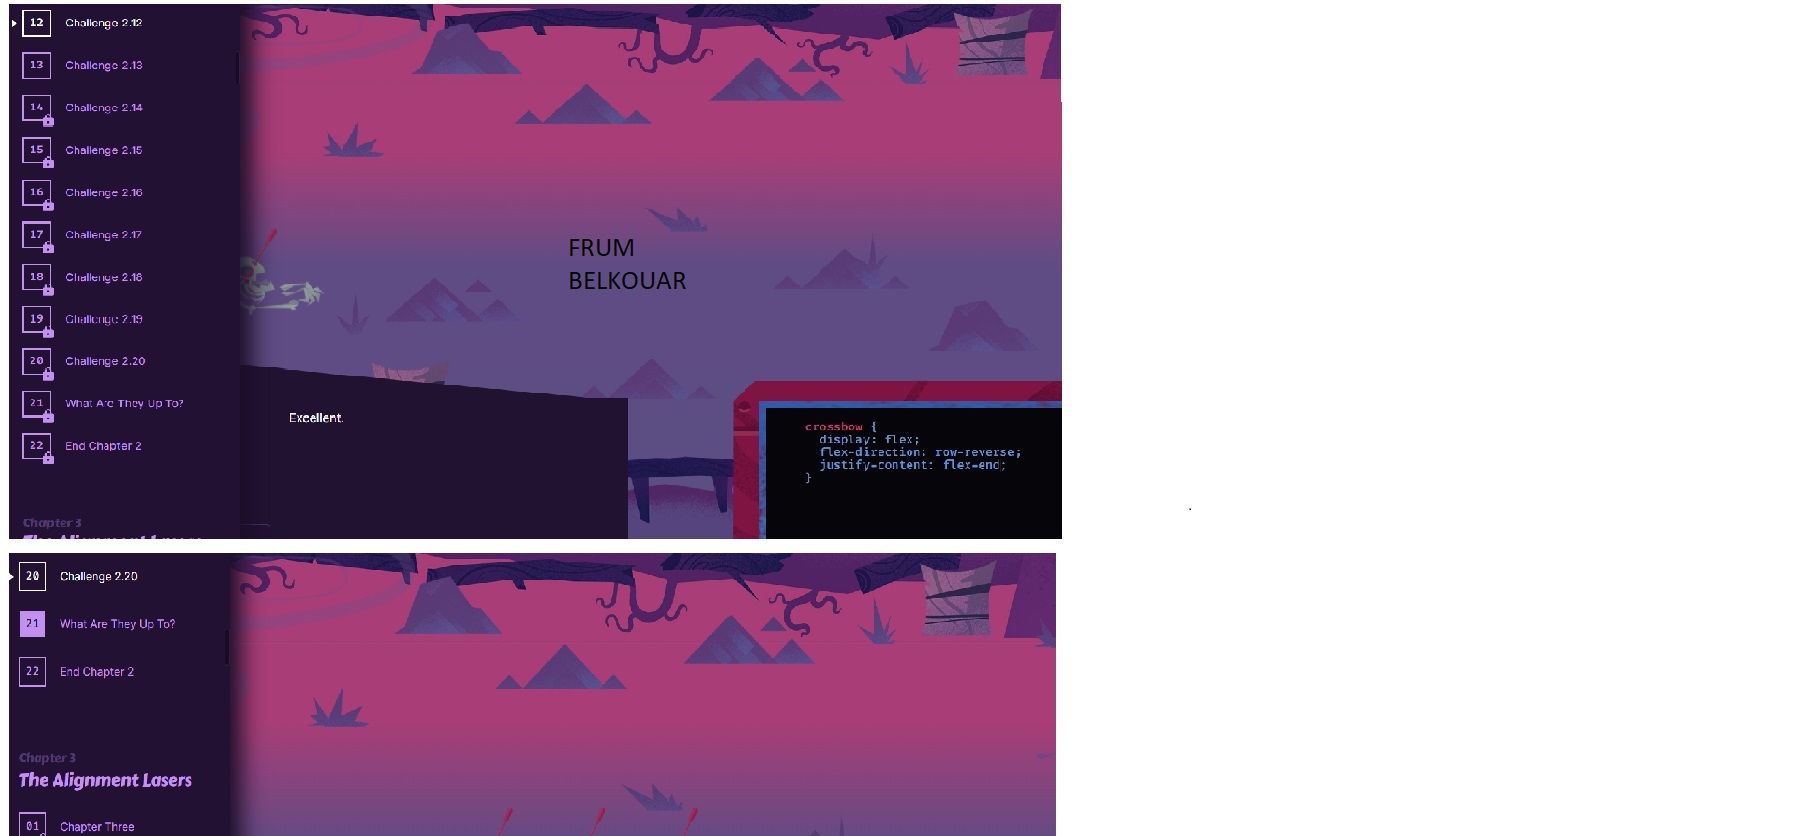 12 Challenge 2.12
13 Challenge 2.13
14 Challenge 2.14
15 Challenge 2.15
16 Challenge 2.16
17 Challenge 2.17
18 Challenge 2.18
19 Challenge 2.19
20 Challenge 2.20
21 What Are They Up To?
22 End Chapter 2
Chapter 3
The Alignment Lasers
FRUM
BELKOUAR
Excellent.
crossbow {
display: flex;
flex-direction: row-reverse;
justify-content: flex-end;
}
20 Challenge 2.20
21 What Are They Up To?
22 End Chapter 2
Chapter 3
The Alignment Lasers
01 Chapter Three